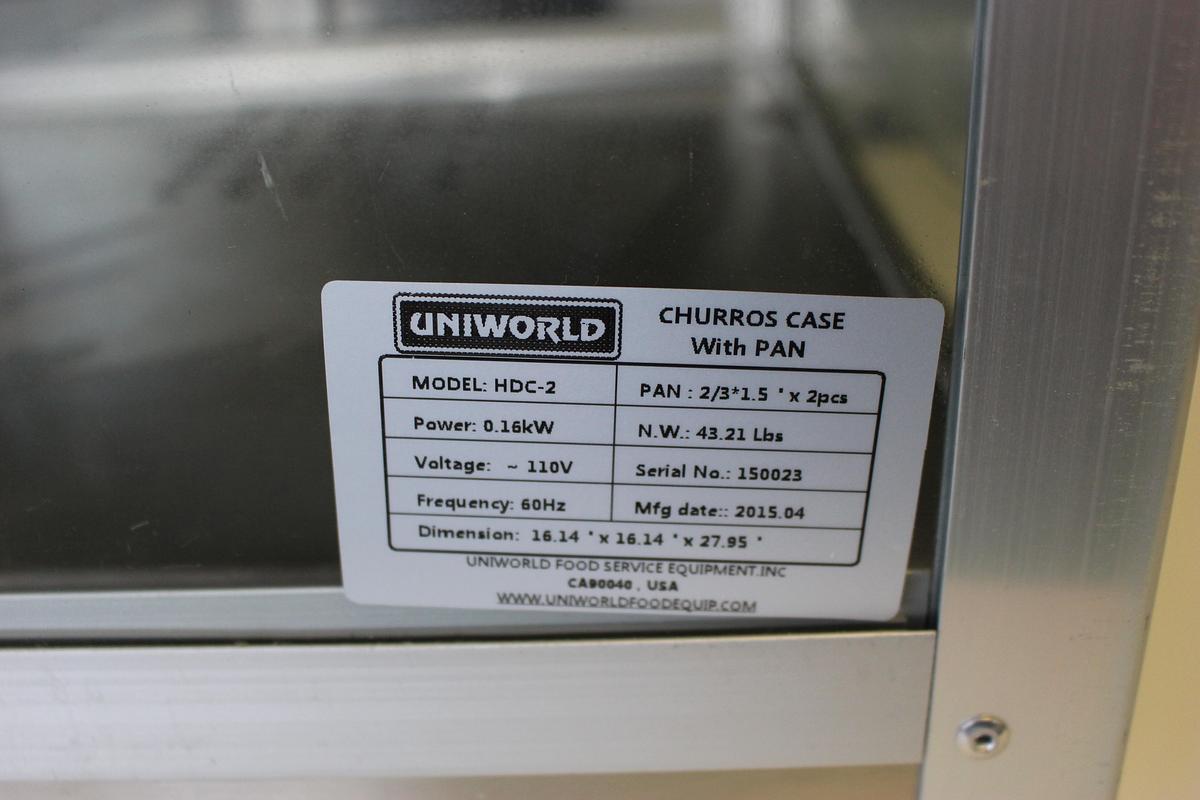 UNIWORLD
CHURROS CASE
With PAN
MODEL: HDC-2
PAN : 2/3*1.5 " x 2pcs
Power: 0.16kW
N.W.: 43.21 Lbs
Voltage: ~ 110V
Serial No.: 150023
Frequency: 60Hz
Mfg date:: 2015.04
Dimension: 16.14 " x 16.14 " x 27.95 "
UNIWORLD FOOD SERVICE EQUIPMENT.INC
CA90040 , USA
WWW.UNIWORLDFOODEQUIP.COM